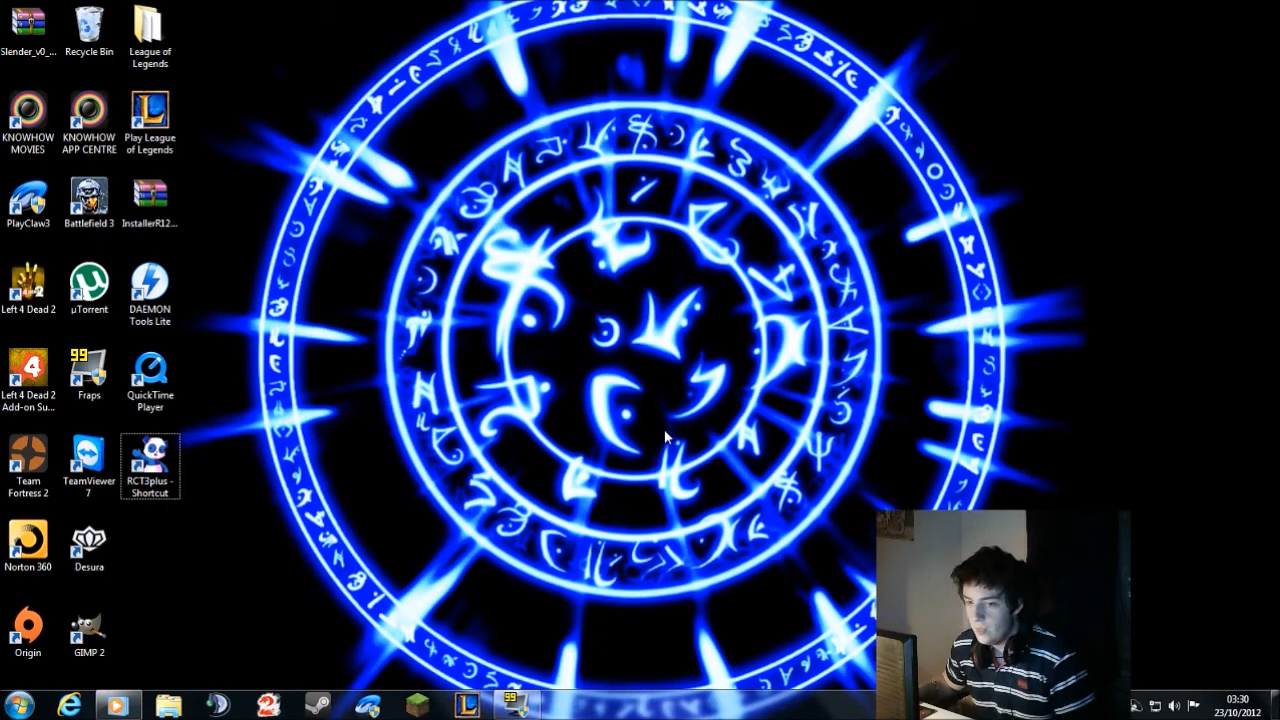 Slender_v0_...
Recycle Bin
League of
Legends
KNOWHOW
MOVIES
KNOWHOW
APP CENTRE
Play League
of Legends
PlayClaw3
Battlefield 3
InstallerR12...
Left 4 Dead 2
µTorrent
DAEMON
Tools Lite
Left 4 Dead 2
Add-on Su...
99
Fraps
QuickTime
Player
Team
Fortress 2
TeamViewer
7
RCT3plus -
Shortcut
Norton 360
Desura
Origin
GIMP 2
99
03:30
23/10/2012